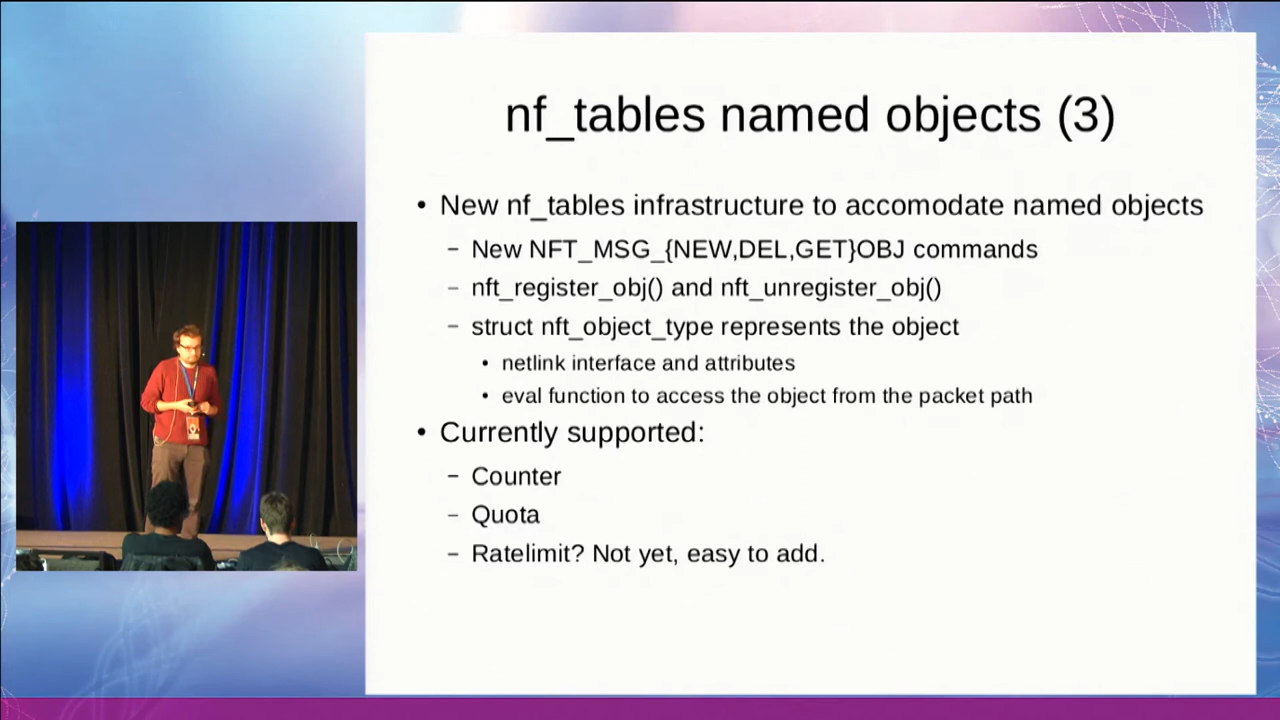 nf_tables named objects (3)
• New nf_tables infrastructure to accomodate named objects
– New NFT_MSG_{NEW,DEL,GET}OBJ commands
– nft_register_obj() and nft_unregister_obj()
– struct nft_object_type represents the object
• netlink interface and attributes
• eval function to access the object from the packet path
• Currently supported:
– Counter
– Quota
– Ratelimit? Not yet, easy to add.